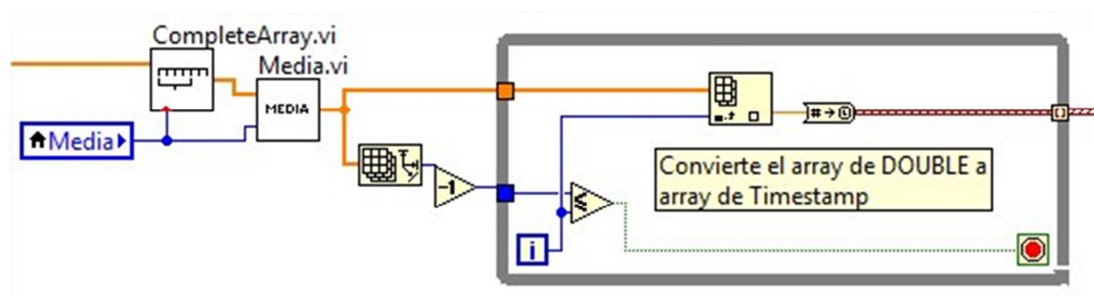 CompleteArray.vi
Media.vi
MEDIA
Media
-1
≤
i
#→
Convierte el array de DOUBLE a
array de Timestamp